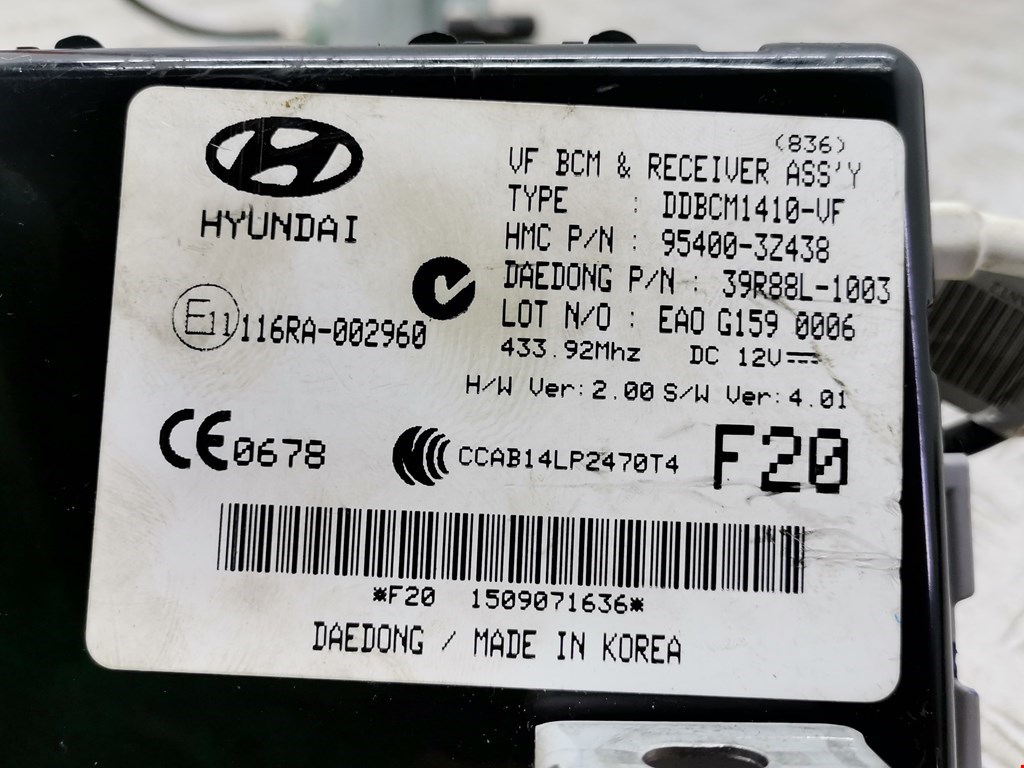 (836)
VF BCM & RECEIVER ASS'Y
HYUNDAI
TYPE : DDBCM1410-VF
HMC P/N : 95400-3Z438
DAEDONG P/N : 39R88L-1003
LOT N/O : EAO G159 0006
E11 116RA-002960
433.92Mhz DC 12V
H/W Ver:2.00 S/W Ver:4.01
CE0678
CCAB14LP2470T4
F20
*F20 1509071636*
DAEDONG / MADE IN KOREA